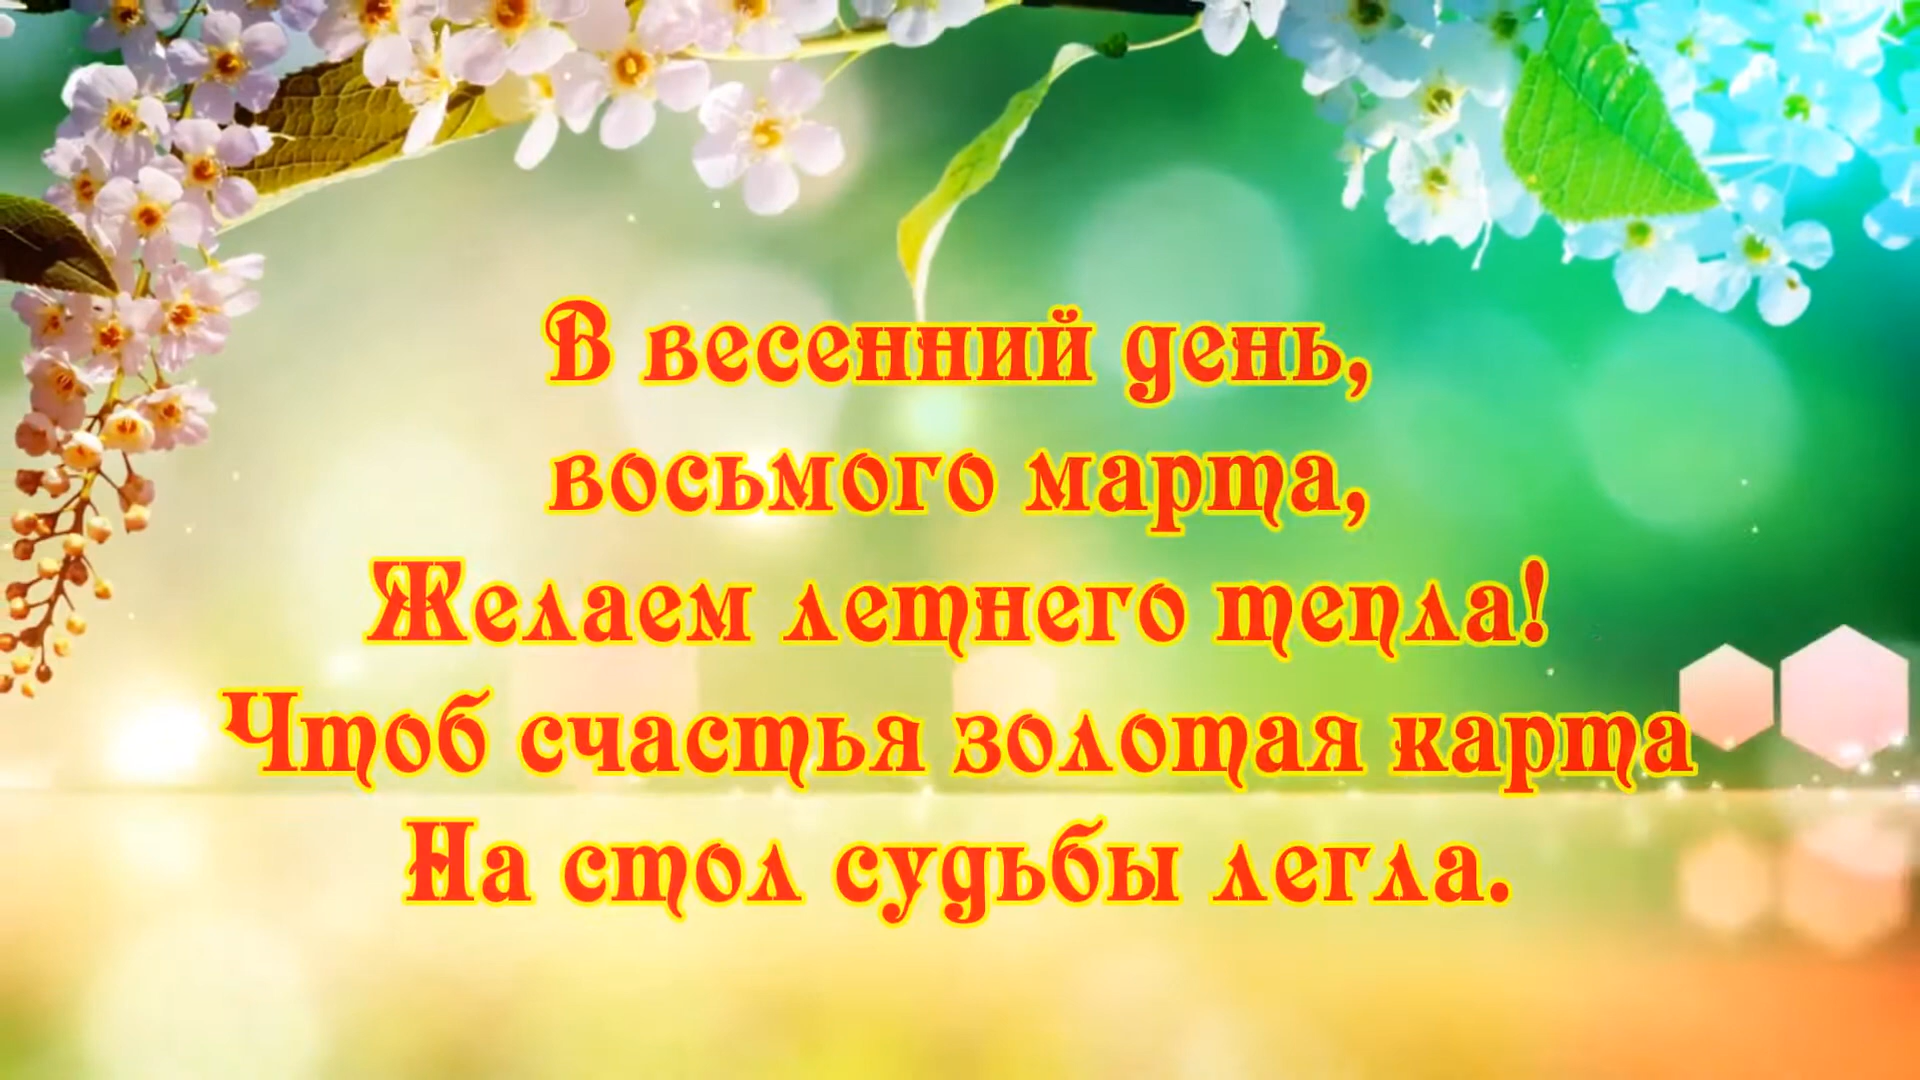 В весенний день,
восьмого марта,
Желаем летнего тепла!
Чтоб счастья золотая карта
На стол судьбы легла.